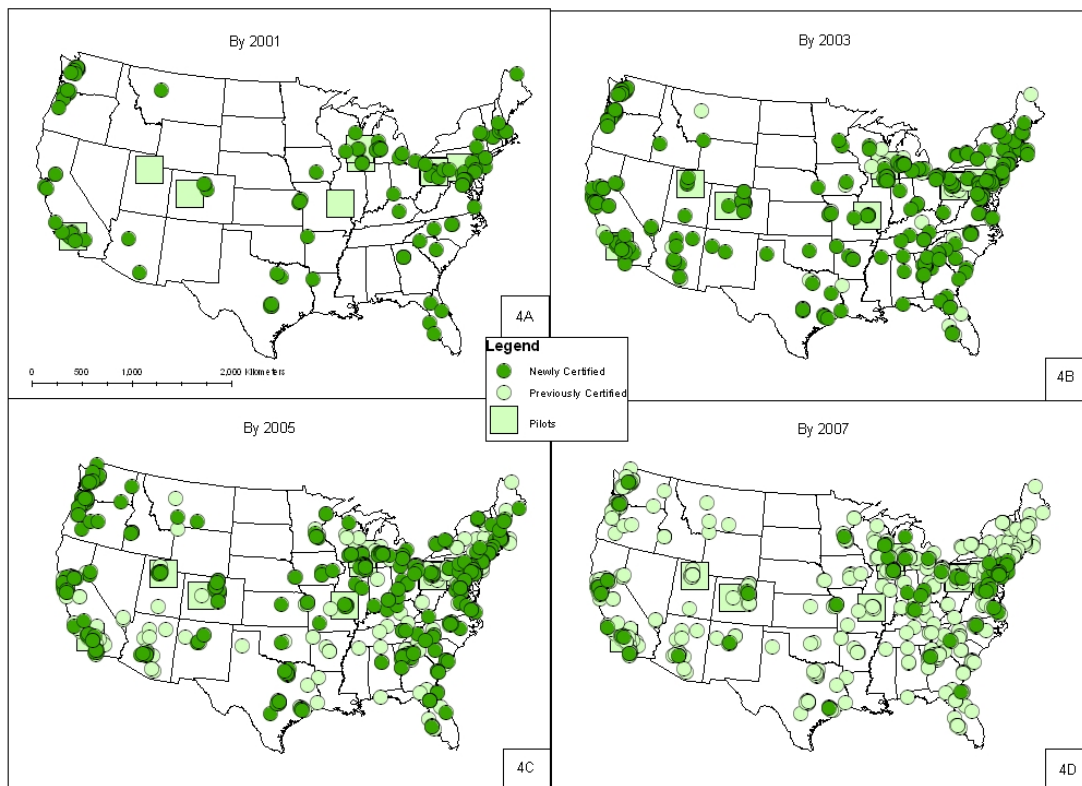 By 2001
4A
0 500 1,000 2,000 Kilometers
By 2003
4B
Legend
Newly Certified
Previously Certified
Pilots
By 2005
4C
By 2007
4D